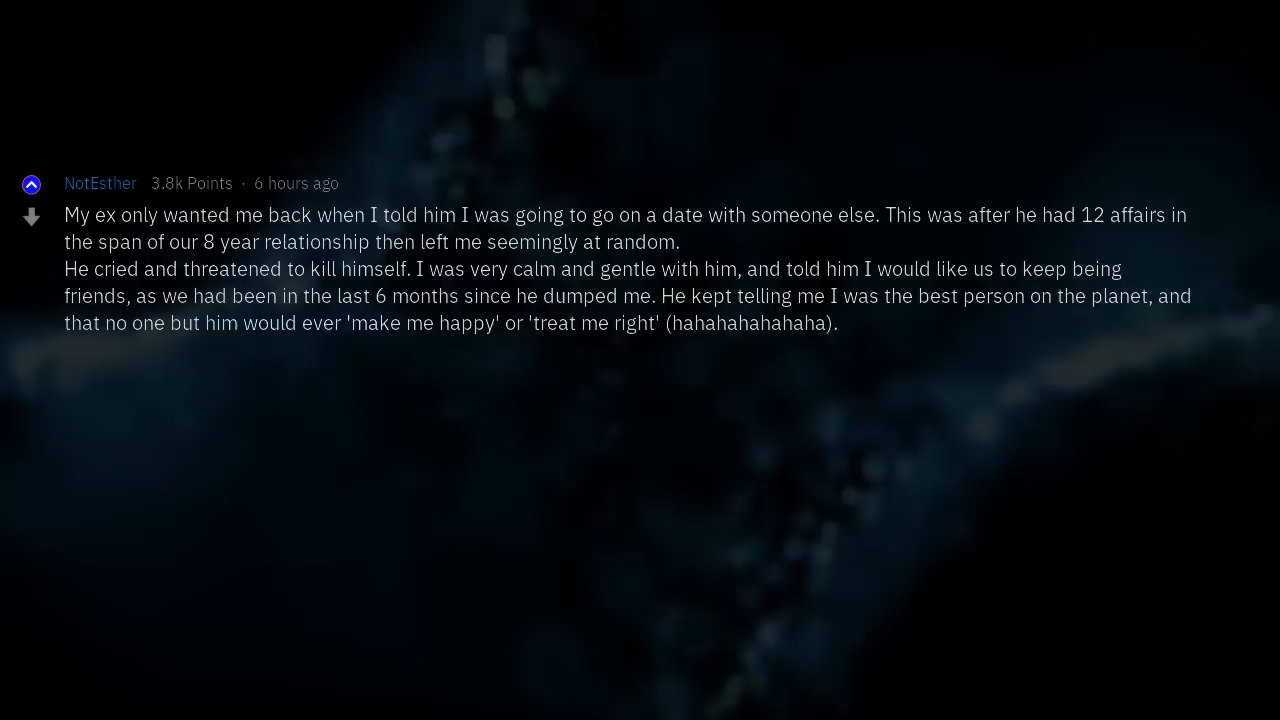 NotEsther 3.8k Points · 6 hours ago
My ex only wanted me back when I told him I was going to go on a date with someone else. This was after he had 12 affairs in
the span of our 8 year relationship then left me seemingly at random.
He cried and threatened to kill himself. I was very calm and gentle with him, and told him I would like us to keep being
friends, as we had been in the last 6 months since he dumped me. He kept telling me I was the best person on the planet, and
that no one but him would ever 'make me happy' or 'treat me right' (hahahahahahaha).